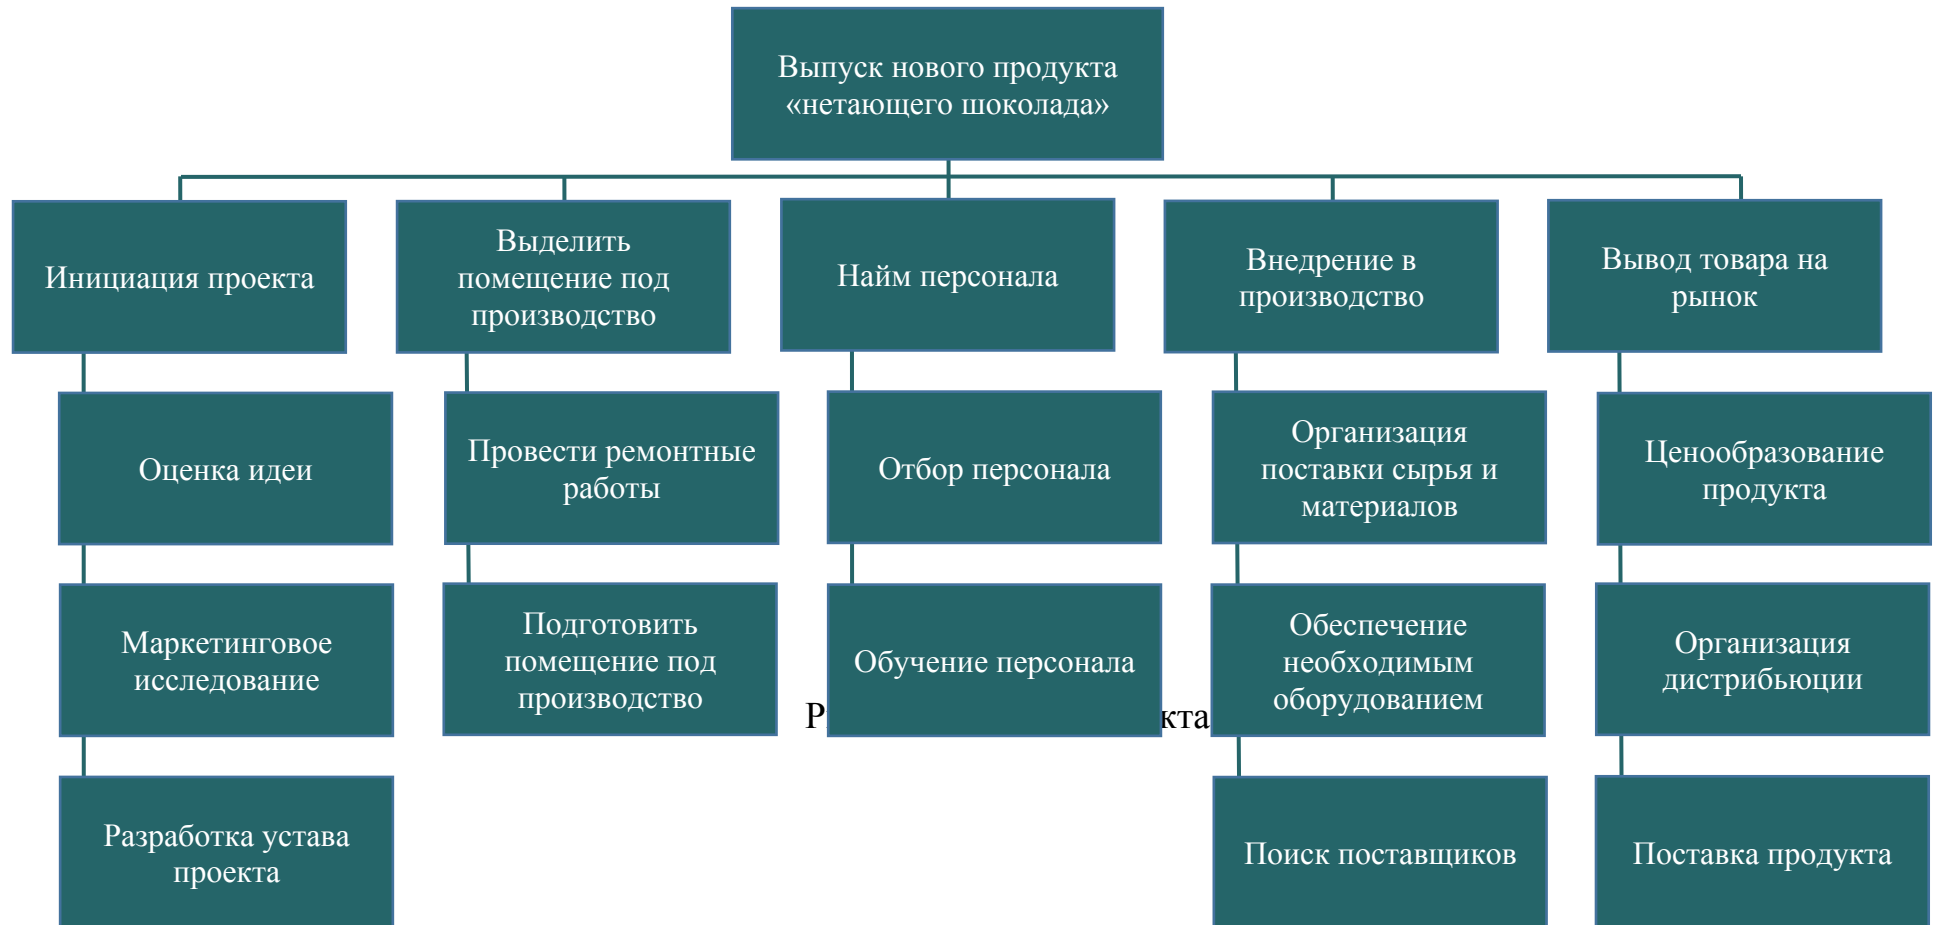 Выпуск нового продукта
«нетающего шоколада»
Инициация проекта
Выделить
помещение под
производство
Найм персонала
Внедрение в
производство
Вывод товара на
рынок
Оценка идеи
Провести ремонтные
работы
Отбор персонала
Организация
поставки сырья и
материалов
Ценообразование
продукта
Маркетинговое
исследование
Подготовить
помещение под
производство
Обучение персонала
Обеспечение
необходимым
оборудованием
Организация
дистрибьюции
Разработка устава
проекта
Поиск поставщиков
Поставка продукта